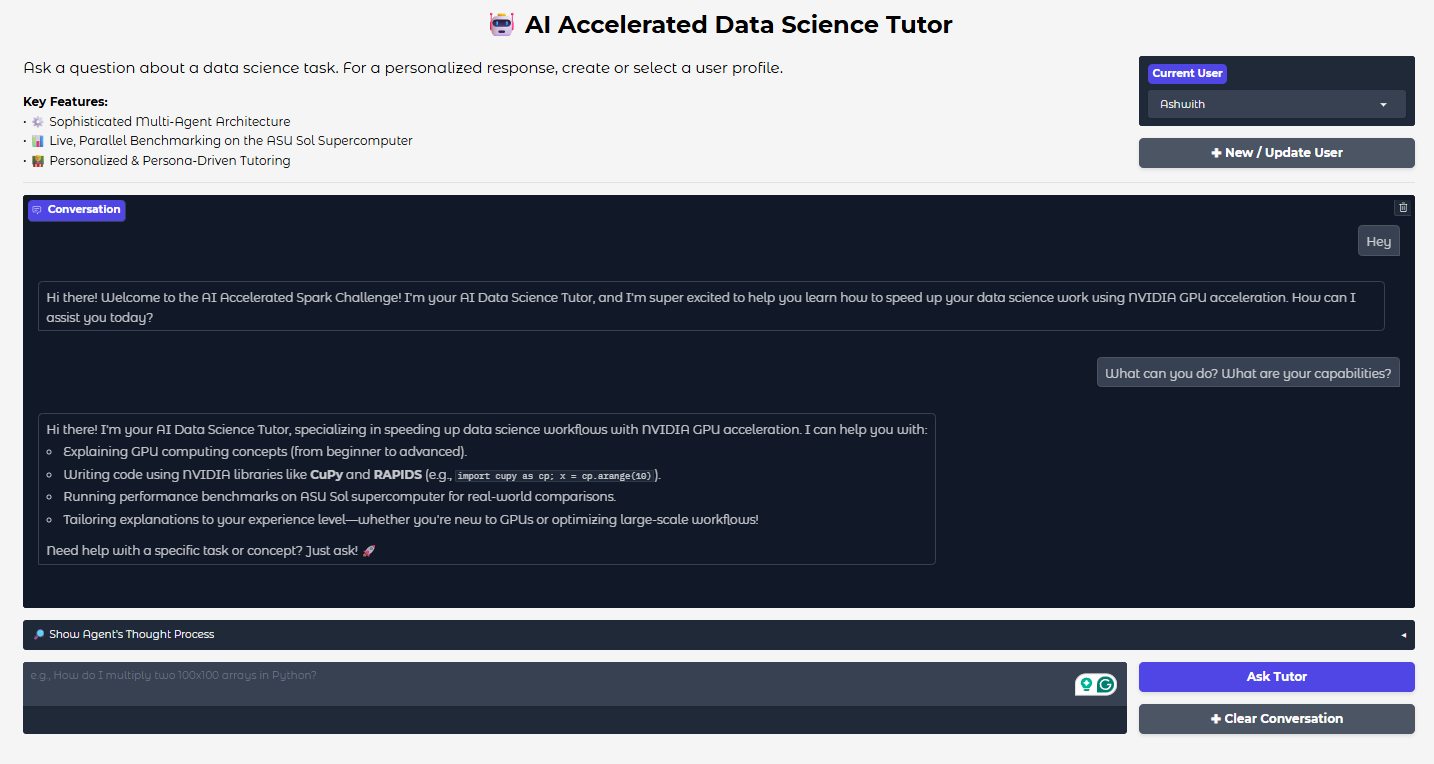 AI Accelerated Data Science Tutor
Ask a question about a data science task. For a personalized response, create or select a user profile.
Key Features:
• Sophisticated Multi-Agent Architecture
• Live, Parallel Benchmarking on the ASU Sol Supercomputer
• Personalized & Persona-Driven Tutoring
Current User
Ashwith
+ New / Update User
Conversation
Hey
Hi there! Welcome to the AI Accelerated Spark Challenge! I'm your AI Data Science Tutor, and I'm super excited to help you learn how to speed up your data science work using NVIDIA GPU acceleration. How can I
assist you today?
What can you do? What are your capabilities?
Hi there! I'm your AI Data Science Tutor, specializing in speeding up data science workflows with NVIDIA GPU acceleration. I can help you with:
Explaining GPU computing concepts (from beginner to advanced).
Writing code using NVIDIA libraries like CuPy and RAPIDS (e.g., import cupy as cp; x = cp.arange(10)).
Running performance benchmarks on ASU Sol supercomputer for real-world comparisons.
Tailoring explanations to your experience level—whether you're new to GPUs or optimizing large-scale workflows!
Need help with a specific task or concept? Just ask! 🚀
Show Agent's Thought Process
e.g., How do I multiply two 100x100 arrays in Python?
Ask Tutor
+ Clear Conversation